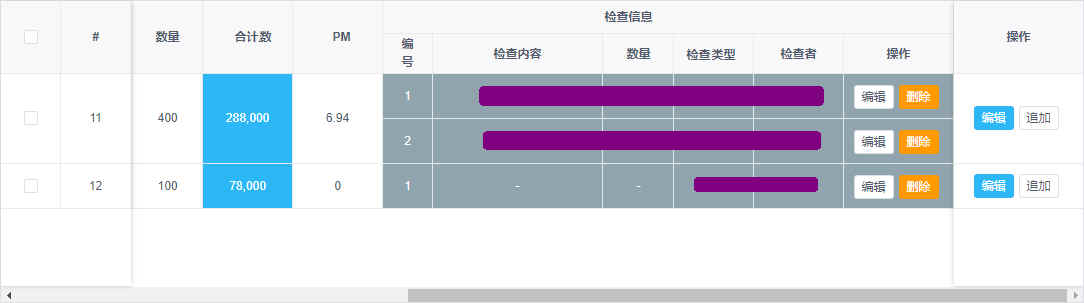 # 数量 合计数 PM 检查信息 操作
编号 检查内容 数量 检查类型 检查者 操作
11 400 288,000 6.94 1 编辑 删除 编辑 追加
2 编辑 删除
12 100 78,000 0 1 - - 编辑 删除 编辑 追加